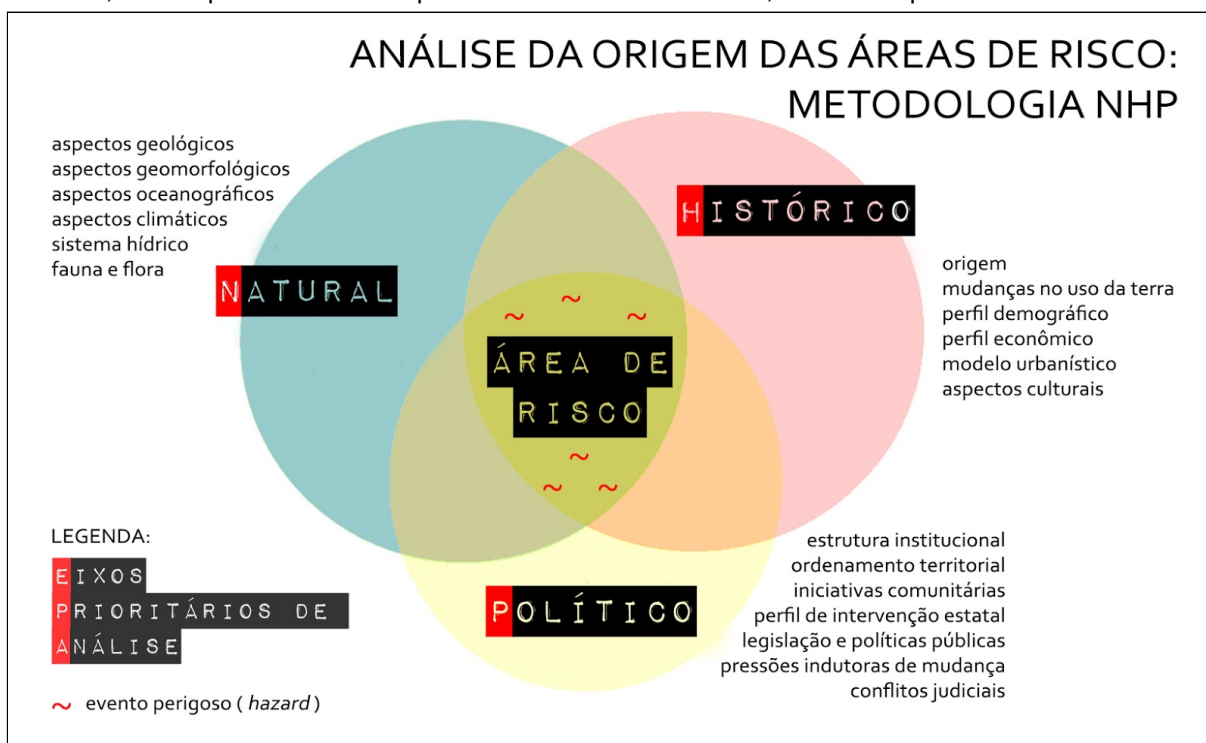 ANÁLISE DA ORIGEM DAS ÁREAS DE RISCO:
METODOLOGIA NHP
aspectos geológicos
aspectos geomorfológicos
aspectos oceanográficos
aspectos climáticos
sistema hídrico
fauna e flora
NATURAL
HISTÓRICO
origem
mudanças no uso da terra
perfil demográfico
perfil econômico
modelo urbanístico
aspectos culturais
~
~ ~
ÁREA DE
RISCO
~
~ ~
POLÍTICO
estrutura institucional
ordenamento territorial
iniciativas comunitárias
perfil de intervenção estatal
legislação e políticas públicas
pressões indutoras de mudança
conflitos judiciais
LEGENDA:
EIXOS
PRIORITÁRIOS DE
ANÁLISE
~ evento perigoso ( hazard )